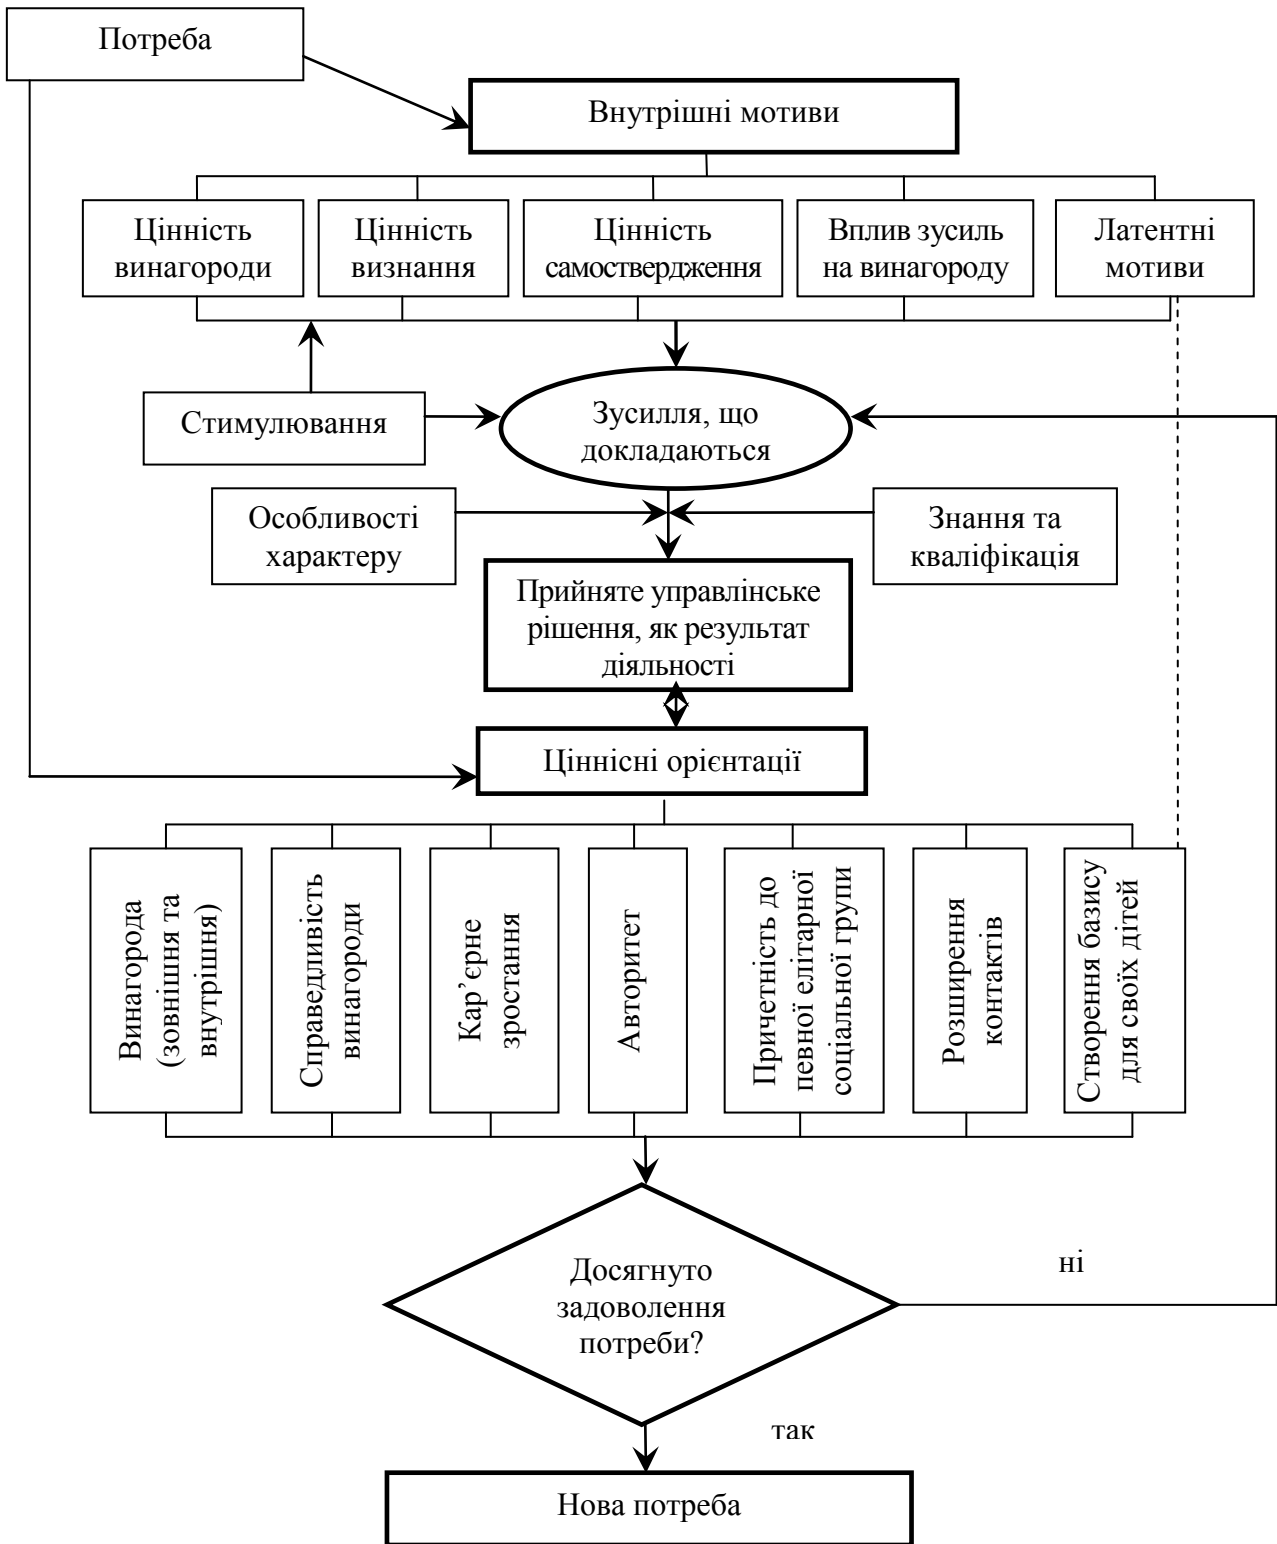 Потреба
Внутрішні мотиви
Цінність
винагороди
Цінність
визнання
Цінність
самоствердження
Вплив зусиль
на винагороду
Латентні
мотиви
Стимулювання
Зусилля, що
докладаються
Особливості
характеру
Знання та
кваліфікація
Прийняте управлінське
рішення, як результат
діяльності
Ціннісні орієнтації
Винагорода
(зовнішня та
внутрішня)
Справедливість
винагороди
Кар’єрне
зростання
Авторитет
Причетність до
певної елітарної
соціальної групи
Розширення
контактів
Створення базису
для своїх дітей
Досягнуто
задоволення
потреби?
ні
так
Нова потреба